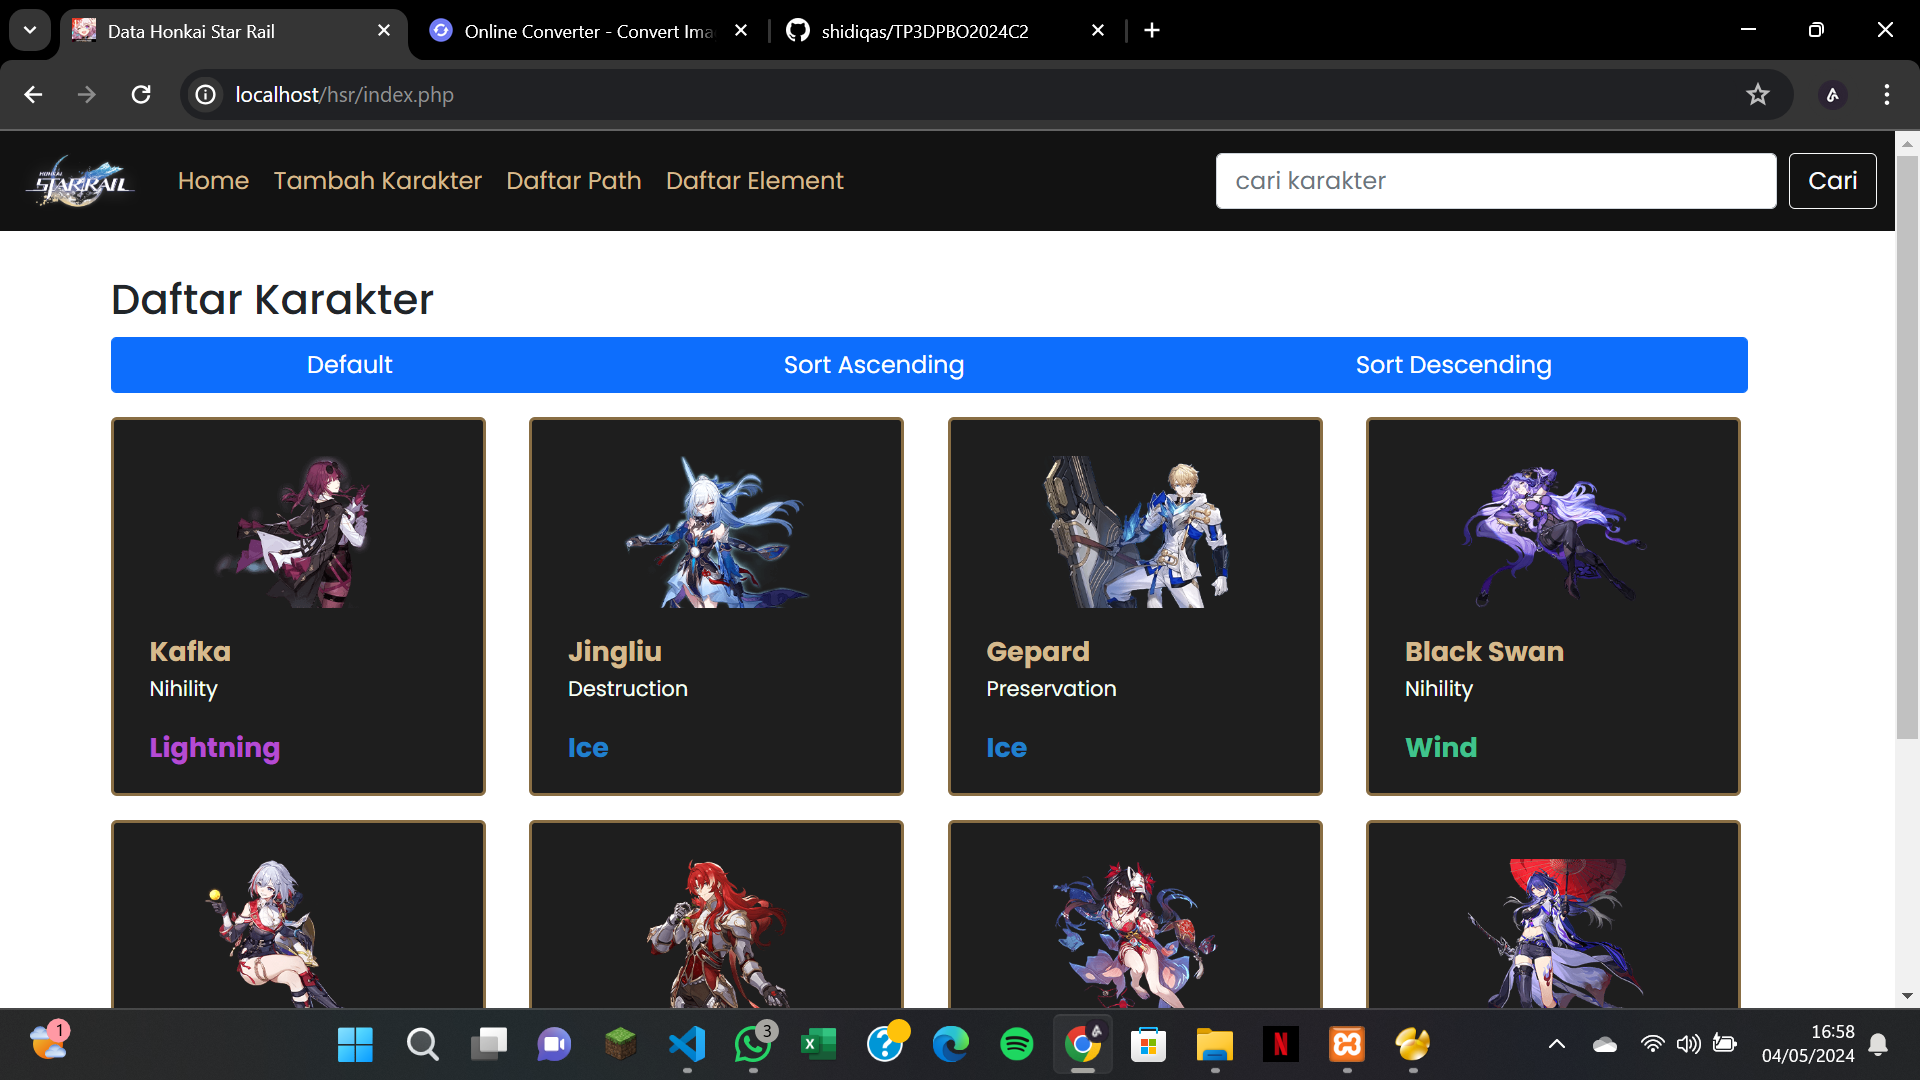 Data Honkai Star Rail
Online Converter - Convert Ima
shidiqas/TP3DPBO2024C2
localhost/hsr/index.php
HONKAI
STAR RAIL
Home
Tambah Karakter
Daftar Path
Daftar Element
cari karakter
Cari
Daftar Karakter
Default
Sort Ascending
Sort Descending
Kafka
Nihility
Lightning
Jingliu
Destruction
Ice
Gepard
Preservation
Ice
Black Swan
Nihility
Wind
1
3
16:58
04/05/2024